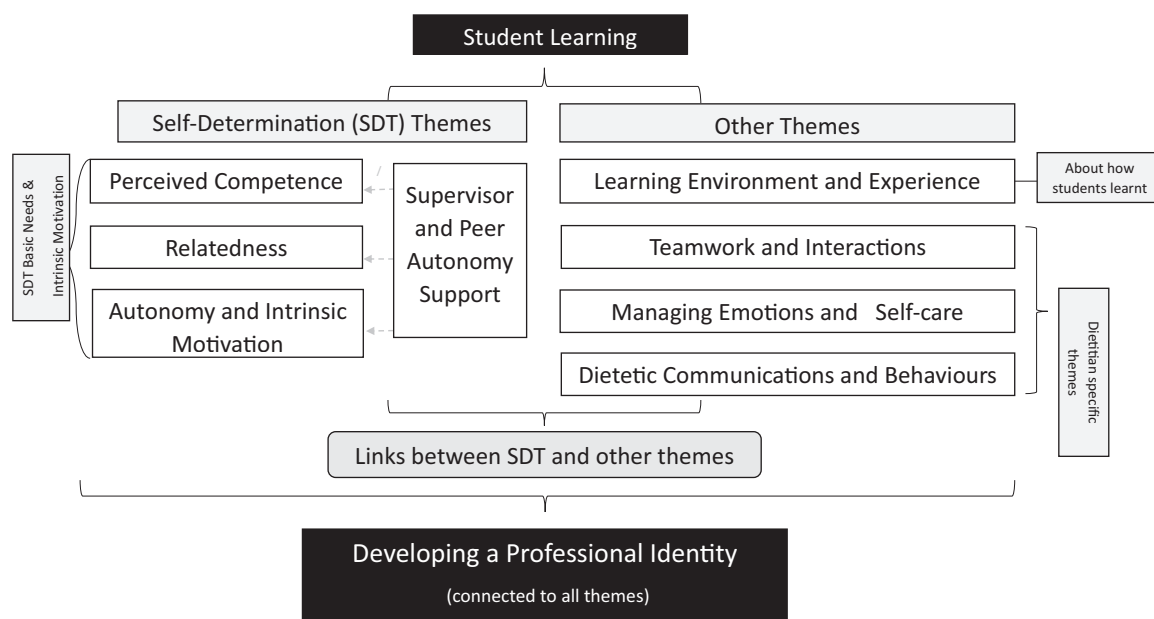 Student Learning
Self-Determination (SDT) Themes
Other Themes
SDT Basic Needs &
Intrinsic Motivation
Perceived Competence
Relatedness
Autonomy and Intrinsic
Motivation
/
Supervisor
and Peer
Autonomy
Support
Learning Environment and Experience
About how
students learnt
Teamwork and Interactions
Managing Emotions and Self-care
Dietetic Communications and Behaviours
Dietitian specific
themes
Links between SDT and other themes
Developing a Professional Identity
(connected to all themes)